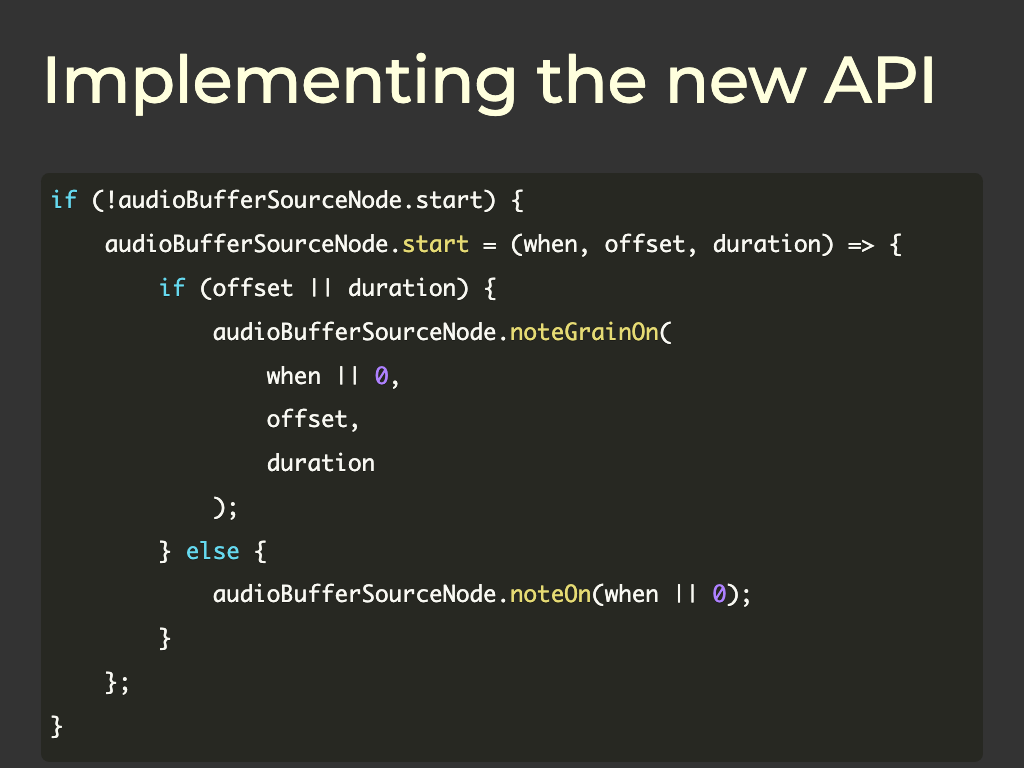 Implementing the new API
if (!audioBufferSourceNode.start) {
    audioBufferSourceNode.start = (when, offset, duration) => {
        if (offset || duration) {
            audioBufferSourceNode.noteGrainOn(
                when || 0,
                offset,
                duration
            );
        } else {
            audioBufferSourceNode.noteOn(when || 0);
        }
    };
}